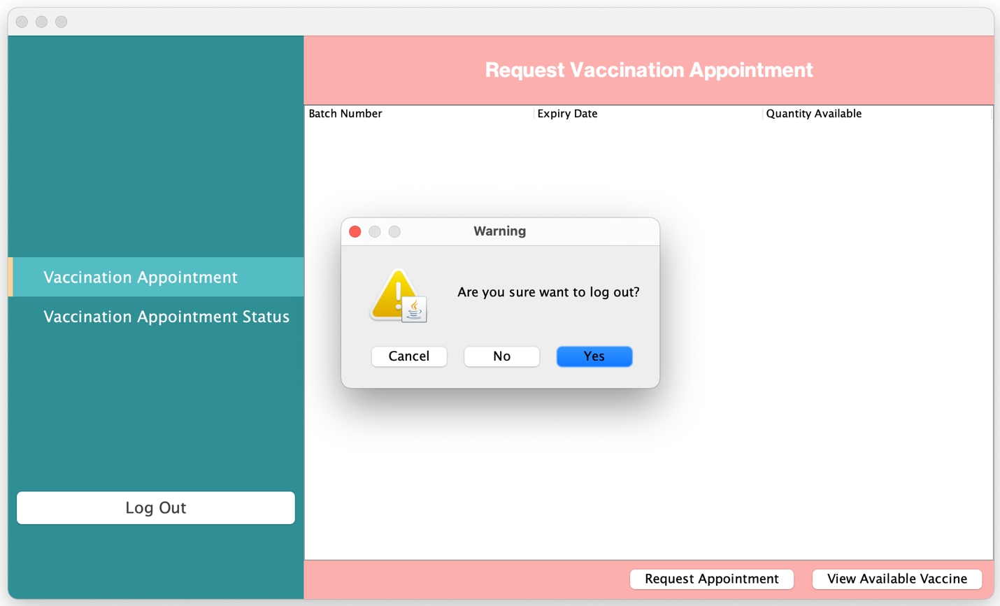 Request Vaccination Appointment
Batch Number Expiry Date Quantity Available
Warning
Are you sure want to log out?
Cancel No Yes
Vaccination Appointment
Vaccination Appointment Status
Log Out
Request Appointment View Available Vaccine